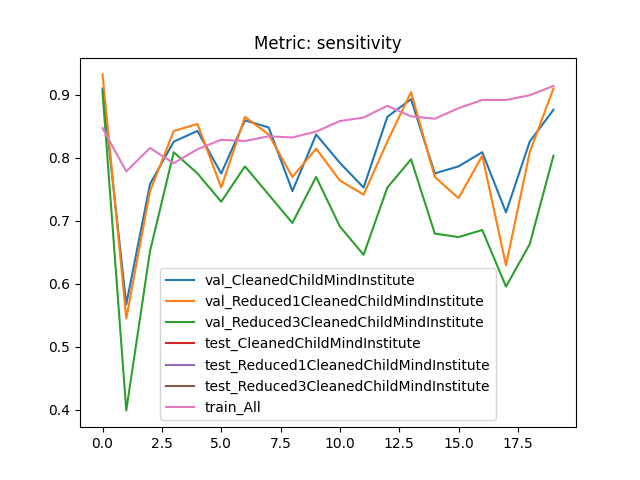 Metric: sensitivity
0.9
0.8
0.7
0.6
0.5
0.4
val_CleanedChildMindInstitute
val_Reduced1CleanedChildMindInstitute
val_Reduced3CleanedChildMindInstitute
test_CleanedChildMindInstitute
test_Reduced1CleanedChildMindInstitute
test_Reduced3CleanedChildMindInstitute
train_All
0.0 2.5 5.0 7.5 10.0 12.5 15.0 17.5